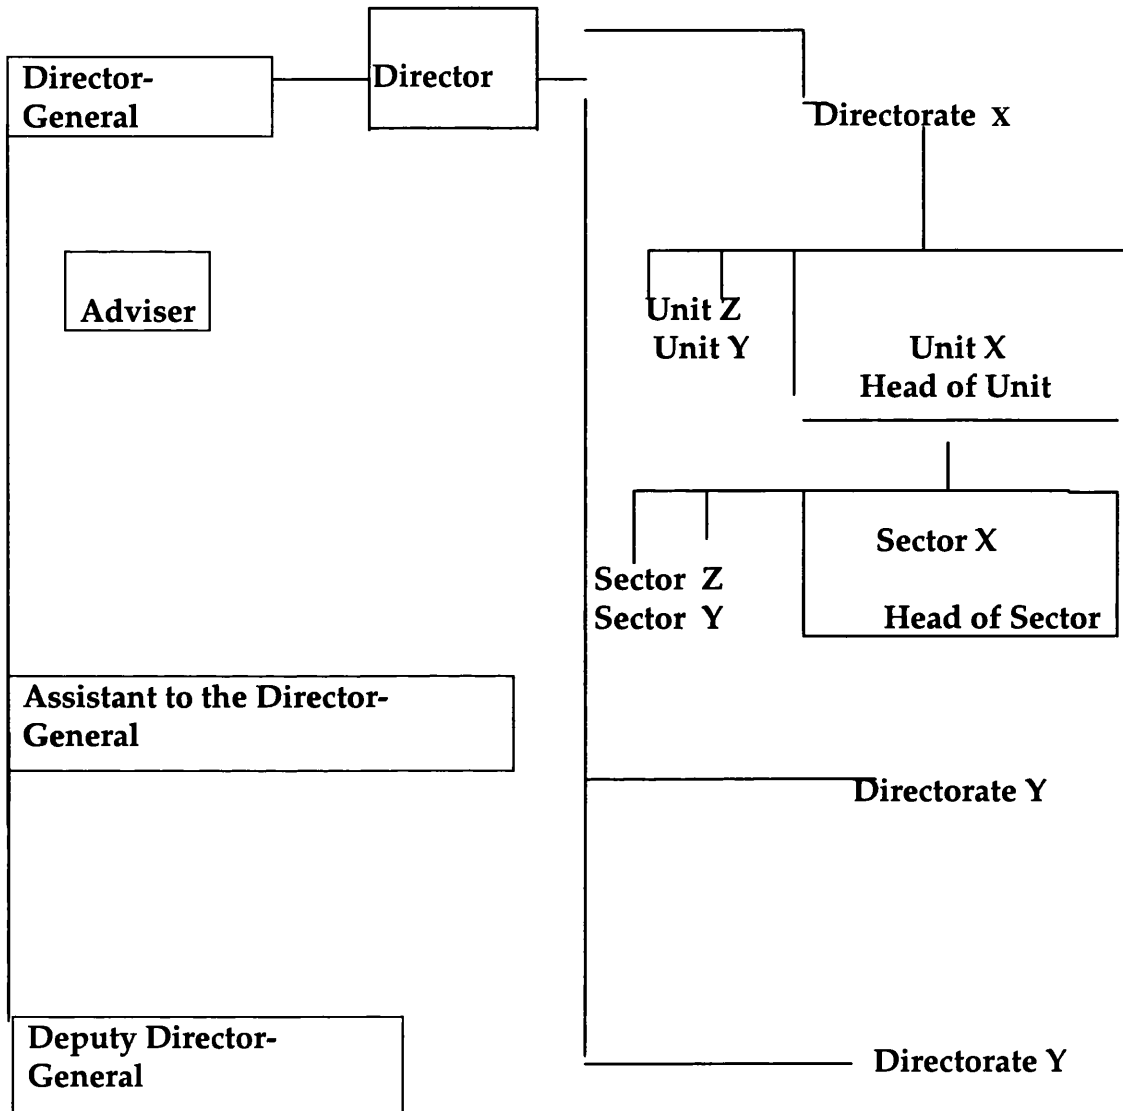 Director-
General
Director
Directorate X
Adviser
Unit Z
Unit Y
Unit X
Head of Unit
Sector X
Sector Z
Sector Y
Head of Sector
Assistant to the Director-
General
Directorate Y
Deputy Director-
General
Directorate Y